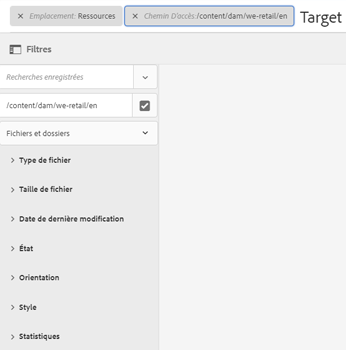 ✕ Emplacement: Ressources ✕ Chemin D'accès:/content/dam/we-retail/en Target
Filtres
Recherches enregistrées
/content/dam/we-retail/en
Fichiers et dossiers
Type de fichier
Taille de fichier
Date de dernière modification
État
Orientation
Style
Statistiques